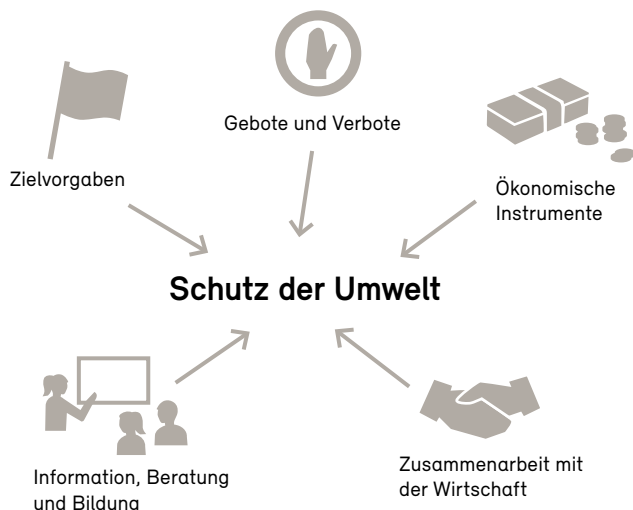 Gebote und Verbote
Zielvorgaben
Ökonomische
Instrumente
Schutz der Umwelt
Information, Beratung
und Bildung
Zusammenarbeit mit
der Wirtschaft